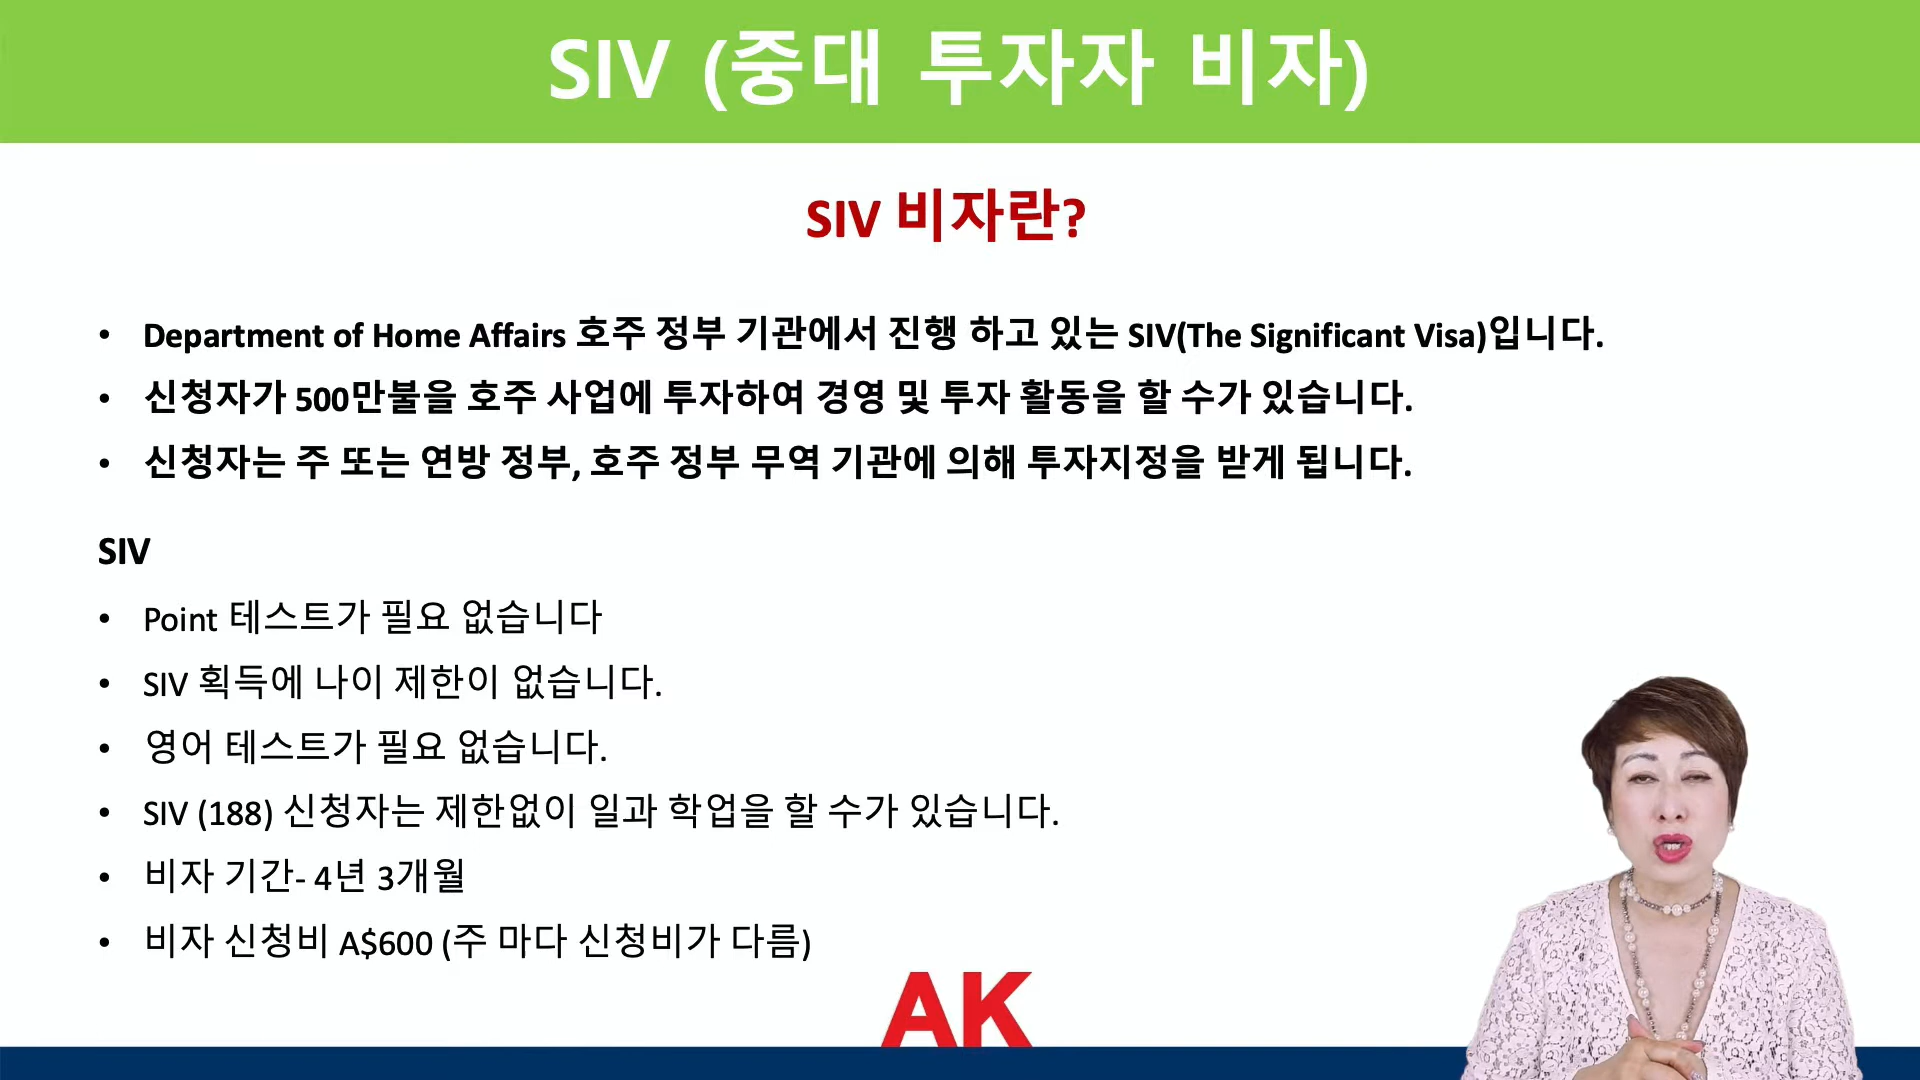 SIV (중대 투자자 비자)
SIV 비자란?
• Department of Home Affairs 호주 정부 기관에서 진행 하고 있는 SIV(The Significant Visa)입니다.
• 신청자가 500만불을 호주 사업에 투자하여 경영 및 투자 활동을 할 수가 있습니다.
• 신청자는 주 또는 연방 정부, 호주 정부 무역 기관에 의해 투자지정을 받게 됩니다.
SIV
• Point 테스트가 필요 없습니다
• SIV 획득에 나이 제한이 없습니다.
• 영어 테스트가 필요 없습니다.
• SIV (188) 신청자는 제한없이 일과 학업을 할 수가 있습니다.
• 비자 기간- 4년 3개월
• 비자 신청비 A$600 (주 마다 신청비가 다름)
AK